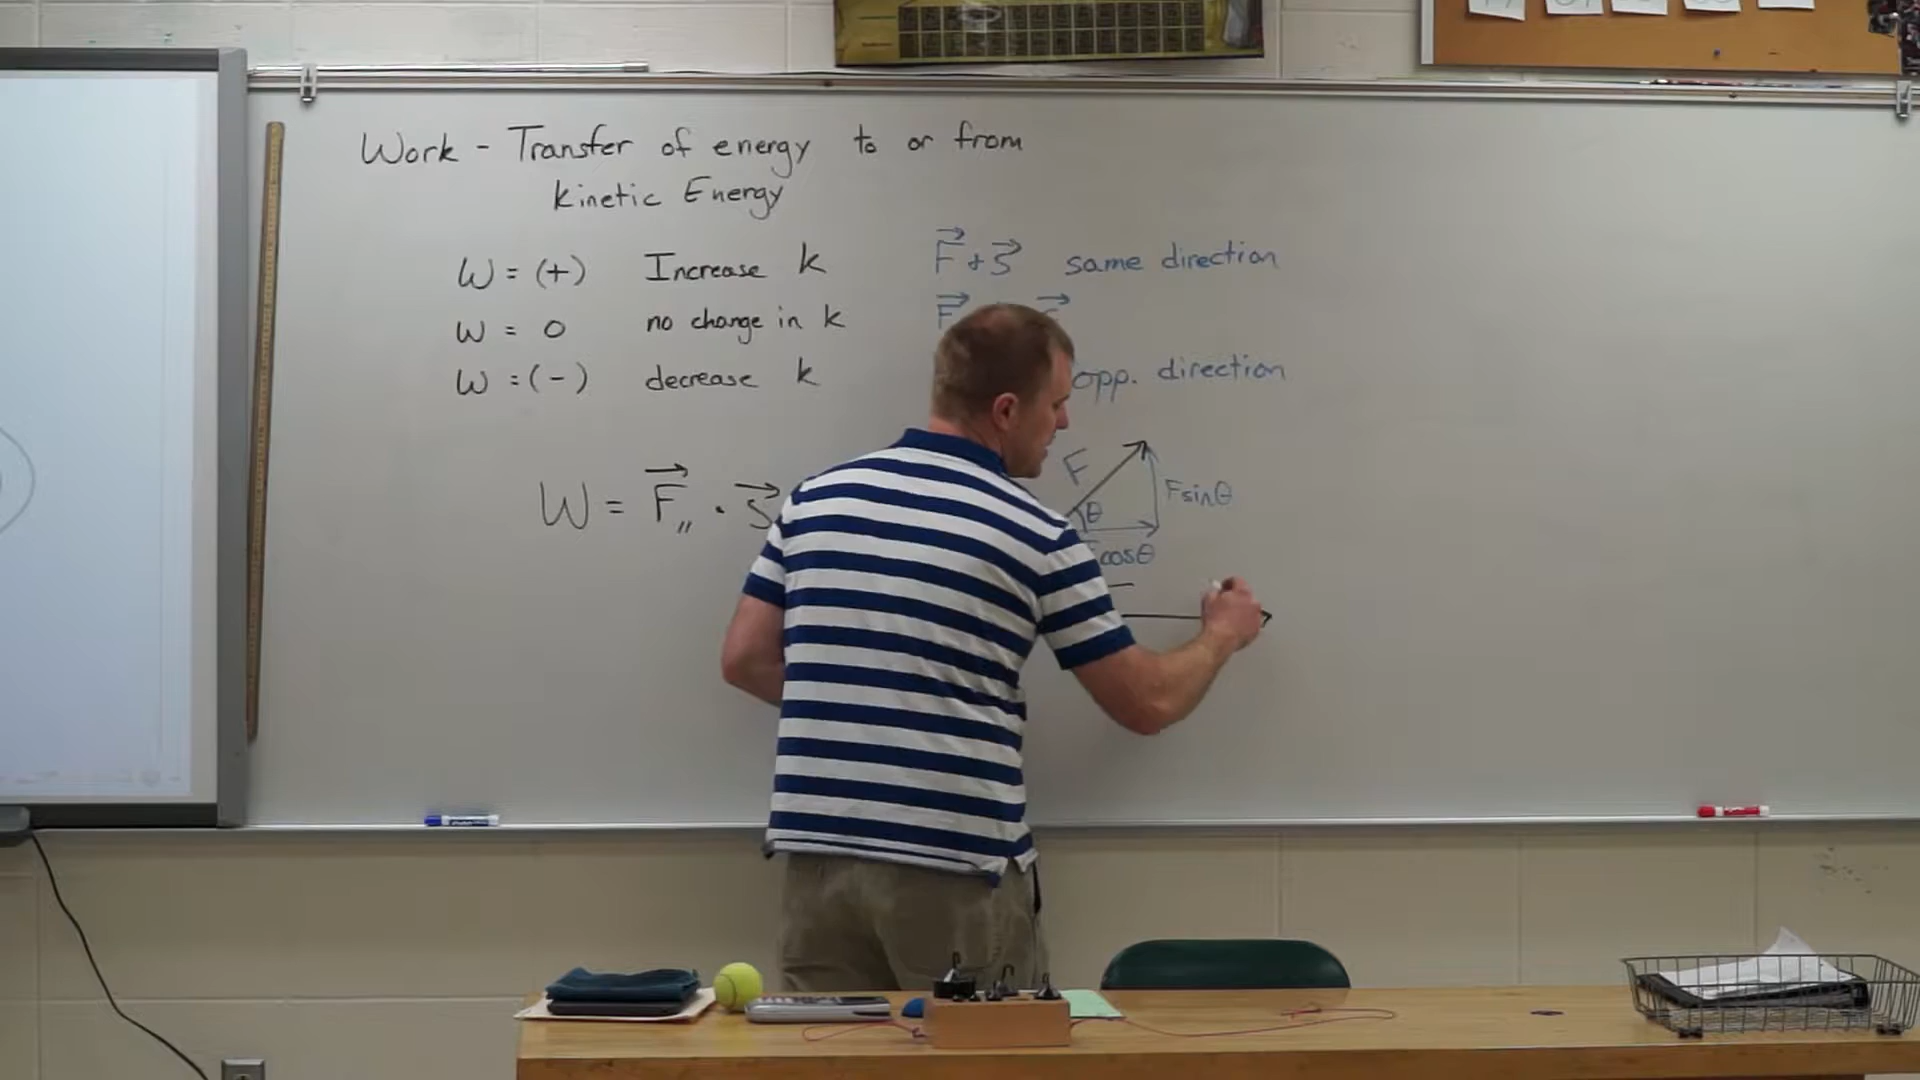 Work - Transfer of energy to or from
kinetic Energy
W = (+) Increase k
F + S same direction
W = 0 no change in k
F
W = (-) decrease k
opp. direction
W = F// · S
F
θ
Fsinθ
cosθ